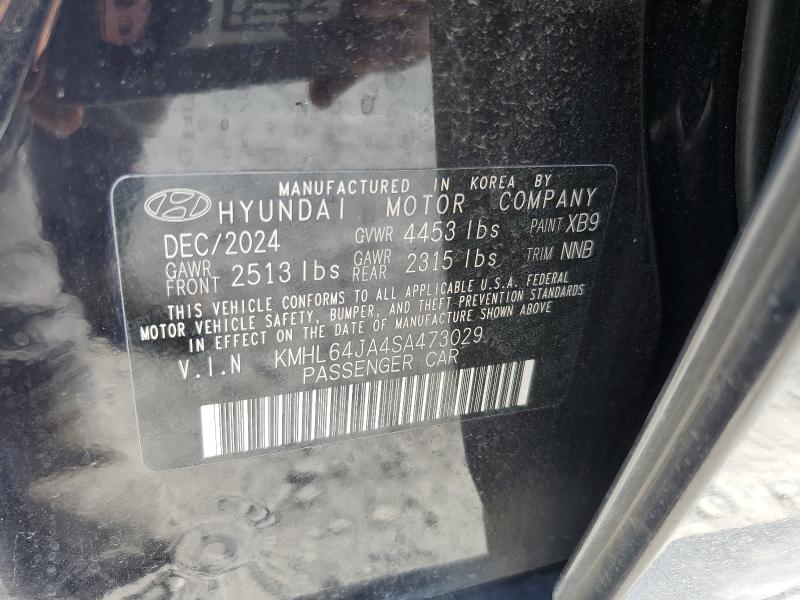 MANUFACTURED IN KOREA BY
HYUNDAI MOTOR COMPANY
DEC/2024 GVWR 4453 lbs PAINT XB9
GAWR FRONT 2513 lbs GAWR REAR 2315 lbs TRIM NNB
THIS VEHICLE CONFORMS TO ALL APPLICABLE U.S.A. FEDERAL
MOTOR VEHICLE SAFETY, BUMPER, AND THEFT PREVENTION STANDARDS
IN EFFECT ON THE DATE OF MANUFACTURE SHOWN ABOVE
V.I.N KMHL64JA4SA473029
PASSENGER CAR